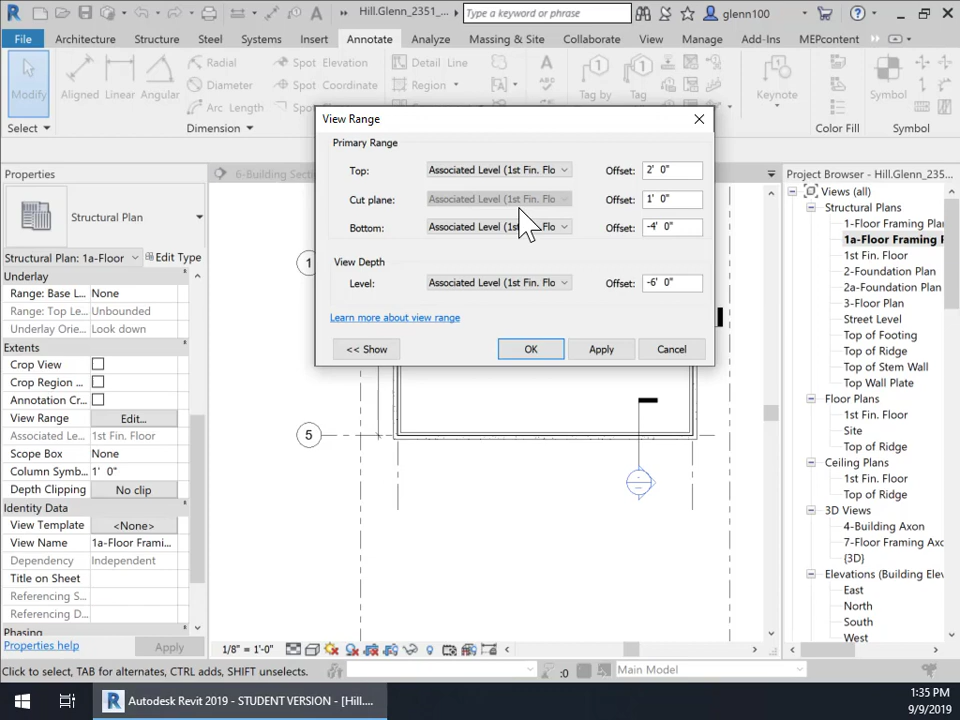 Hill.Glenn_2351_...
Type a keyword or phrase
glenn100
File Architecture Structure Steel Systems Insert Annotate Analyze Massing & Site Collaborate View Manage Add-Ins MEPcontent
Modify
Aligned Linear Angular
Radial
Diameter
Arc Length
Spot Elevation
Spot Coordinate
Detail Line
Region
Tag by
Tag
Keynote
Symbol
Select
Dimension
Color Fill
Symbol
View Range
Primary Range
Top: Associated Level (1st Fin. Flo Offset: 2' 0"
Cut plane: Associated Level (1st Fin. Flo Offset: 1' 0"
Bottom: Associated Level (1st Fin. Flo Offset: -4' 0"
View Depth
Level: Associated Level (1st Fin. Flo Offset: -6' 0"
Learn more about view range
<< Show OK Apply Cancel
Properties
Structural Plan
Structural Plan: 1a-Floor Edit Type
Underlay
Range: Base L... None
Range: Top Le... Unbounded
Underlay Orie... Look down
Extents
Crop View
Crop Region ...
Annotation Cr...
View Range Edit...
Associated Le... 1st Fin. Floor
Scope Box None
Column Symb... 1' 0"
Depth Clipping No clip
Identity Data
View Template <None>
View Name 1a-Floor Frami...
Dependency Independent
Title on Sheet
Referencing S...
Referencing D...
Phasing
Properties help Apply
6-Building Sectio
1
5
1/8" = 1'-0"
Project Browser - Hill.Glenn_235...
Views (all)
Structural Plans
1-Floor Framing Plan
1a-Floor Framing P
1st Fin. Floor
2-Foundation Plan
2a-Foundation Plan
3-Floor Plan
Street Level
Top of Footing
Top of Ridge
Top of Stem Wall
Top Wall Plate
Floor Plans
1st Fin. Floor
Site
Top of Ridge
Ceiling Plans
1st Fin. Floor
Top of Ridge
3D Views
4-Building Axon
7-Floor Framing Axo
{3D}
Elevations (Building Elev
East
North
South
West
Click to select, TAB for alternates, CTRL adds, SHIFT unselects.
:0
Main Model
Autodesk Revit 2019 - STUDENT VERSION - [Hill....
1:35 PM
9/9/2019